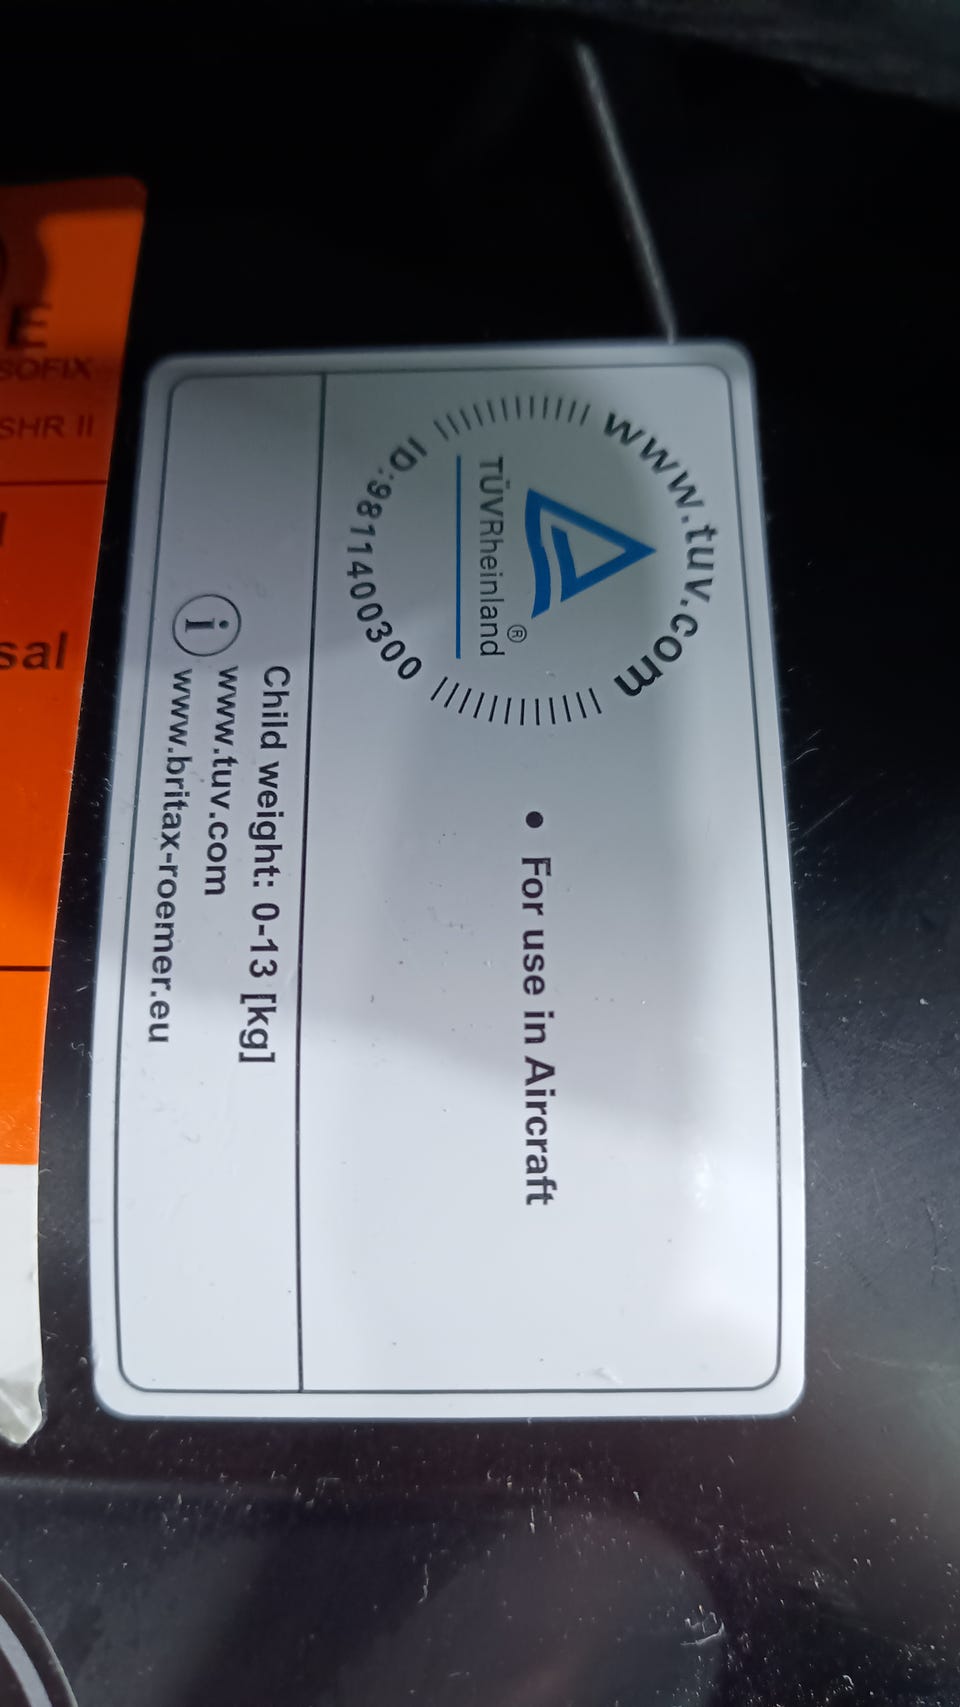 www.tuv.com
TÜVRheinland®
ID:9811400300
• For use in Aircraft
Child weight: 0-13 [kg]
i www.tuv.com
www.britax-roemer.eu
E
SOFIX
SHR II
sal